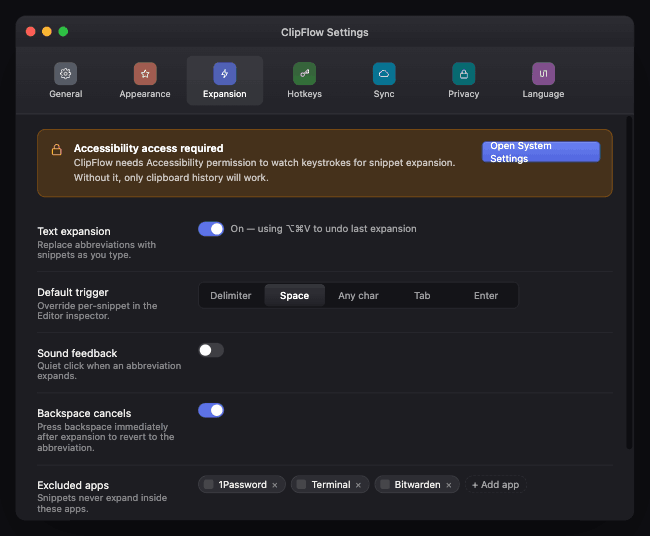 ClipFlow Settings
General
Appearance
Expansion
Hotkeys
Sync
Privacy
Language
Accessibility access required
ClipFlow needs Accessibility permission to watch keystrokes for snippet expansion.
Without it, only clipboard history will work.
Open System
Settings
Text expansion
Replace abbreviations with
snippets as you type.
On — using ⌥⌘V to undo last expansion
Default trigger
Override per-snippet in the
Editor inspector.
Delimiter
Space
Any char
Tab
Enter
Sound feedback
Quiet click when an abbreviation
expands.
Backspace cancels
Press backspace immediately
after expansion to revert to the
abbreviation.
Excluded apps
Snippets never expand inside
these apps.
1Password ×
Terminal ×
Bitwarden ×
+ Add app